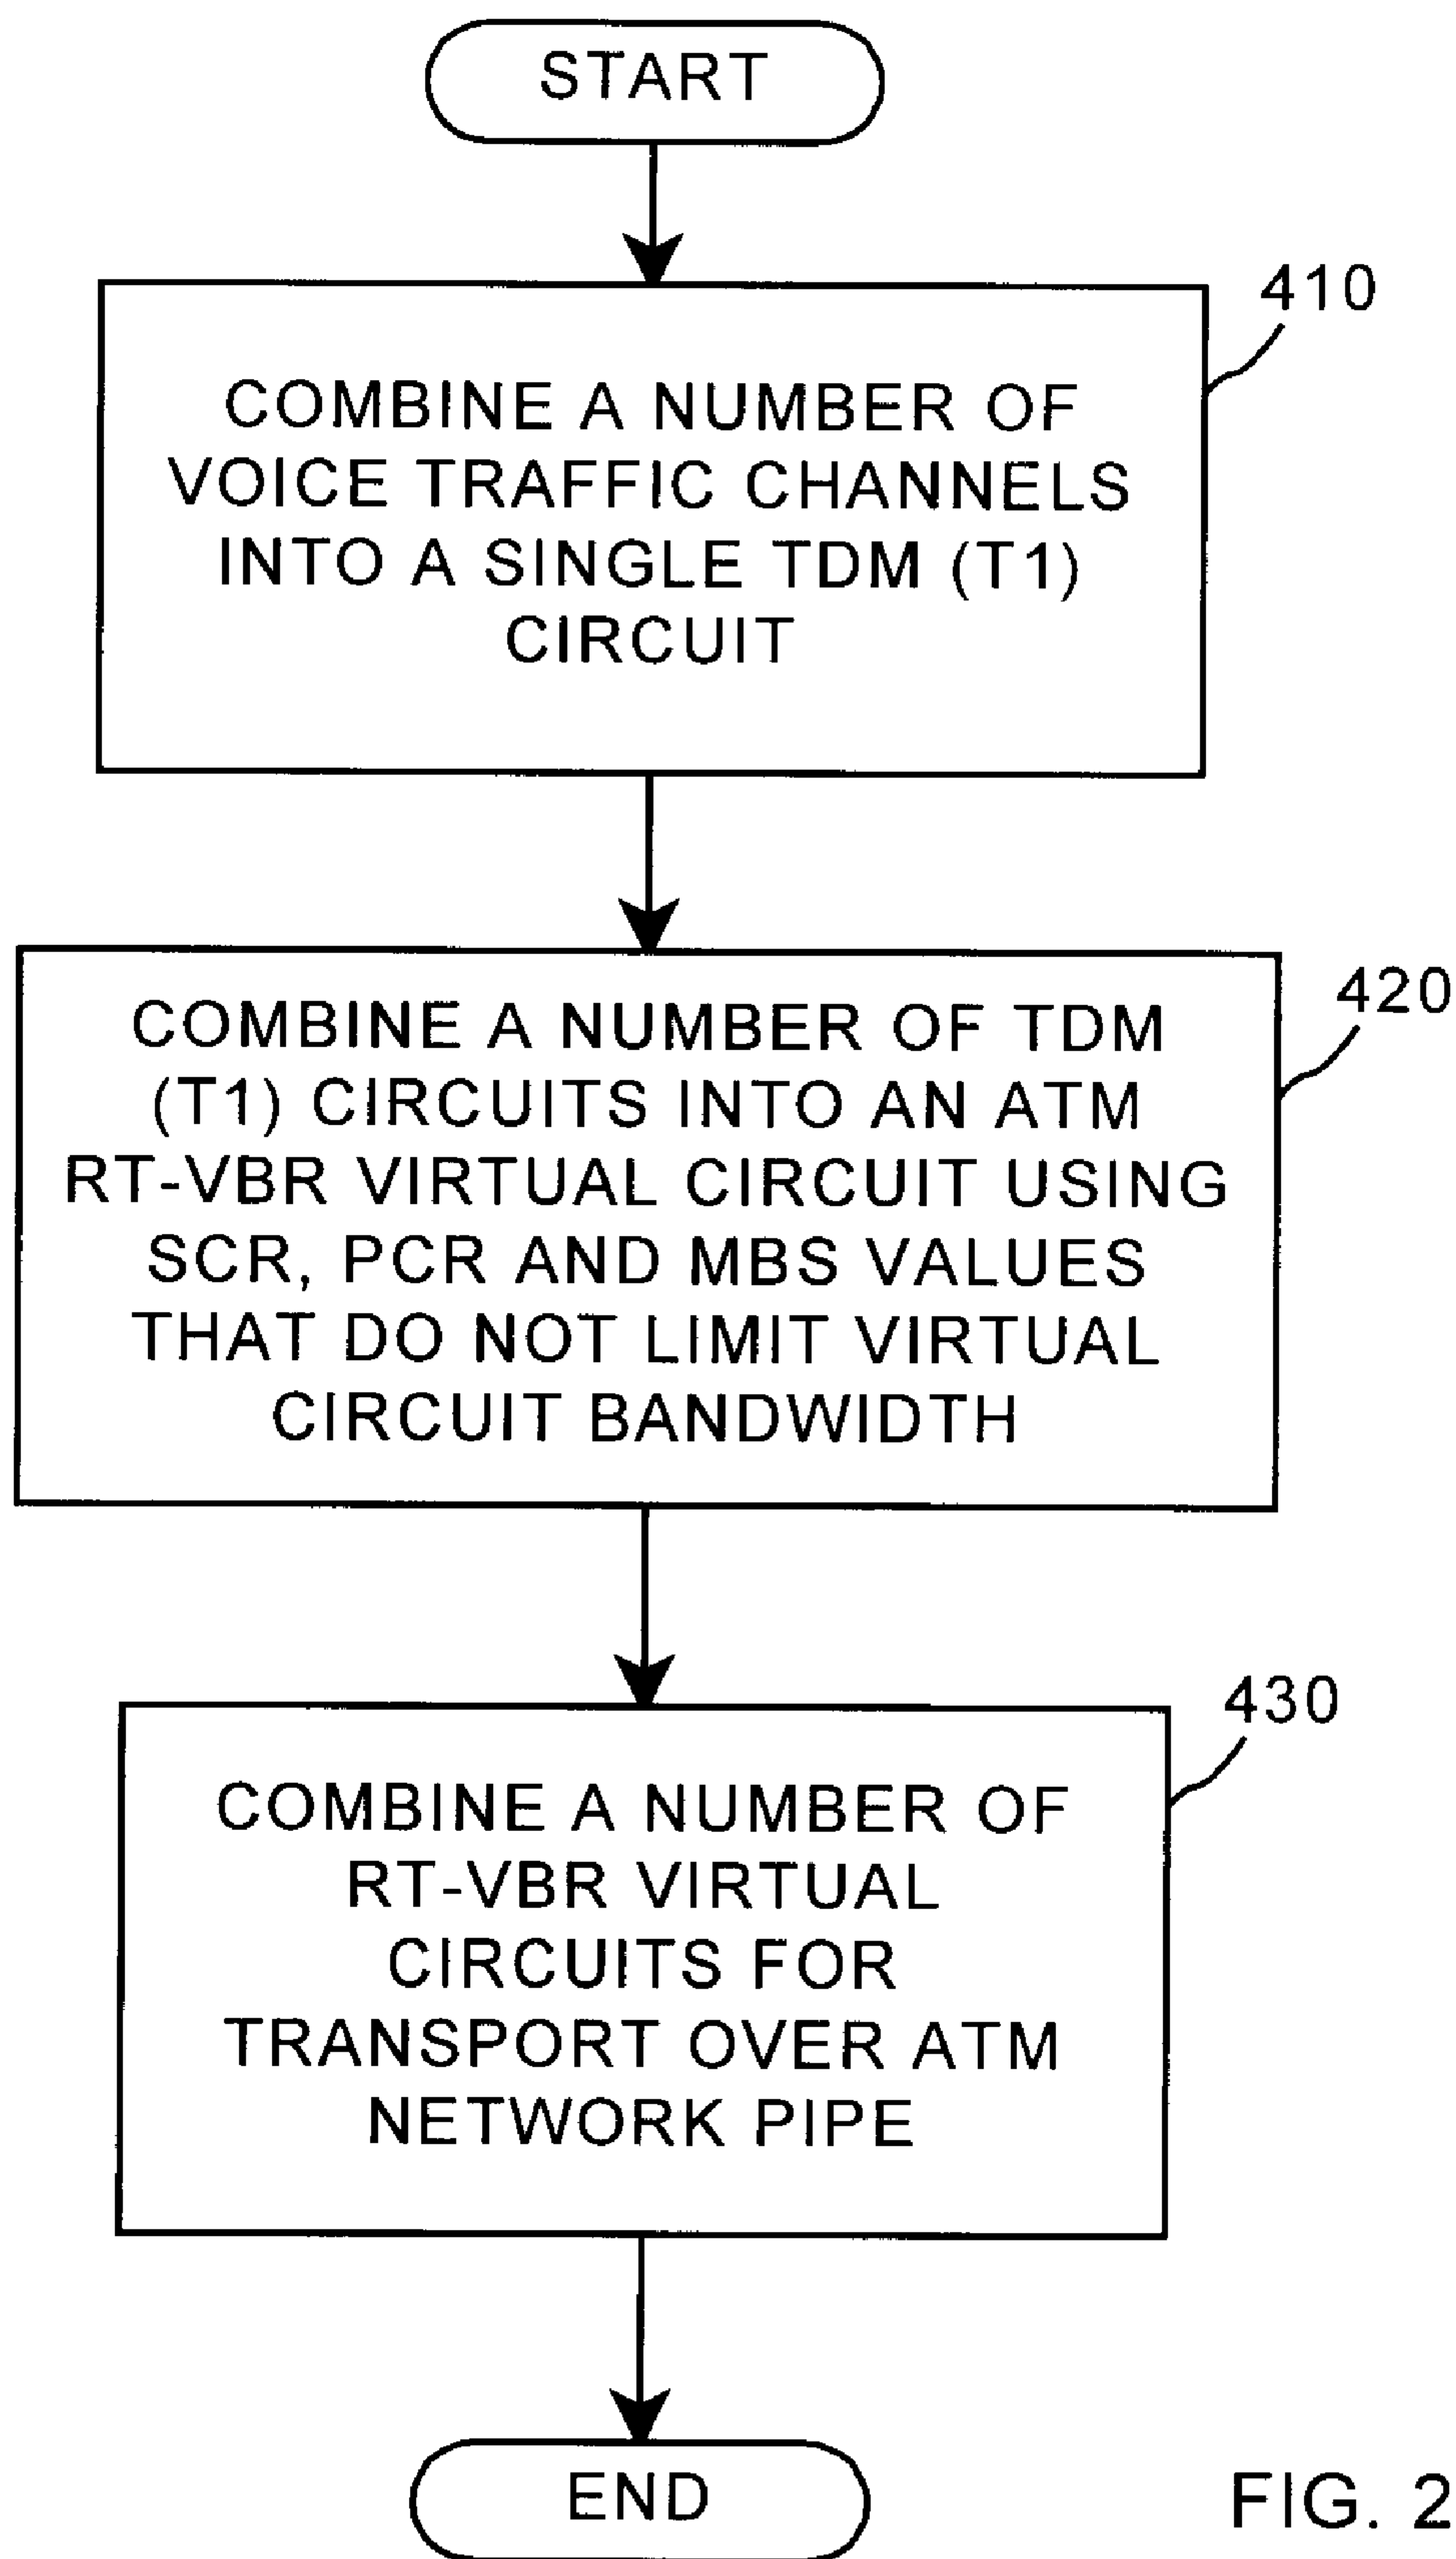 START
410
COMBINE A NUMBER OF
VOICE TRAFFIC CHANNELS
INTO A SINGLE TDM (T1)
CIRCUIT
420
COMBINE A NUMBER OF TDM
(T1) CIRCUITS INTO AN ATM
RT-VBR VIRTUAL CIRCUIT USING
SCR, PCR AND MBS VALUES
THAT DO NOT LIMIT VIRTUAL
CIRCUIT BANDWIDTH
430
COMBINE A NUMBER OF
RT-VBR VIRTUAL
CIRCUITS FOR
TRANSPORT OVER ATM
NETWORK PIPE
END
FIG. 2